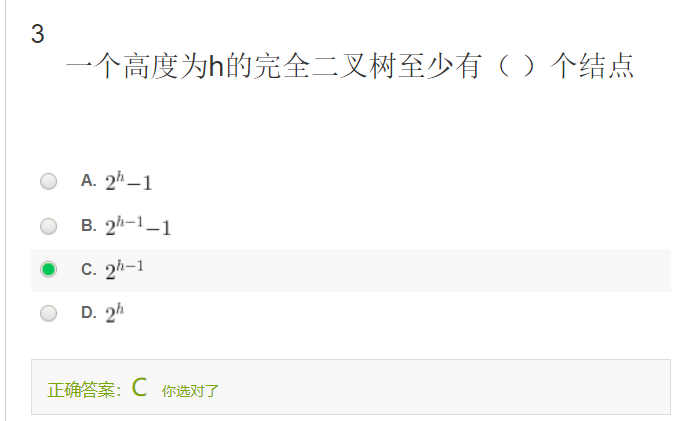 3
一个高度为h的完全二叉树至少有（ ）个结点
A. 2^h−1
B. 2^{h−1}−1
C. 2^{h−1}
D. 2^h
正确答案：C 你选对了